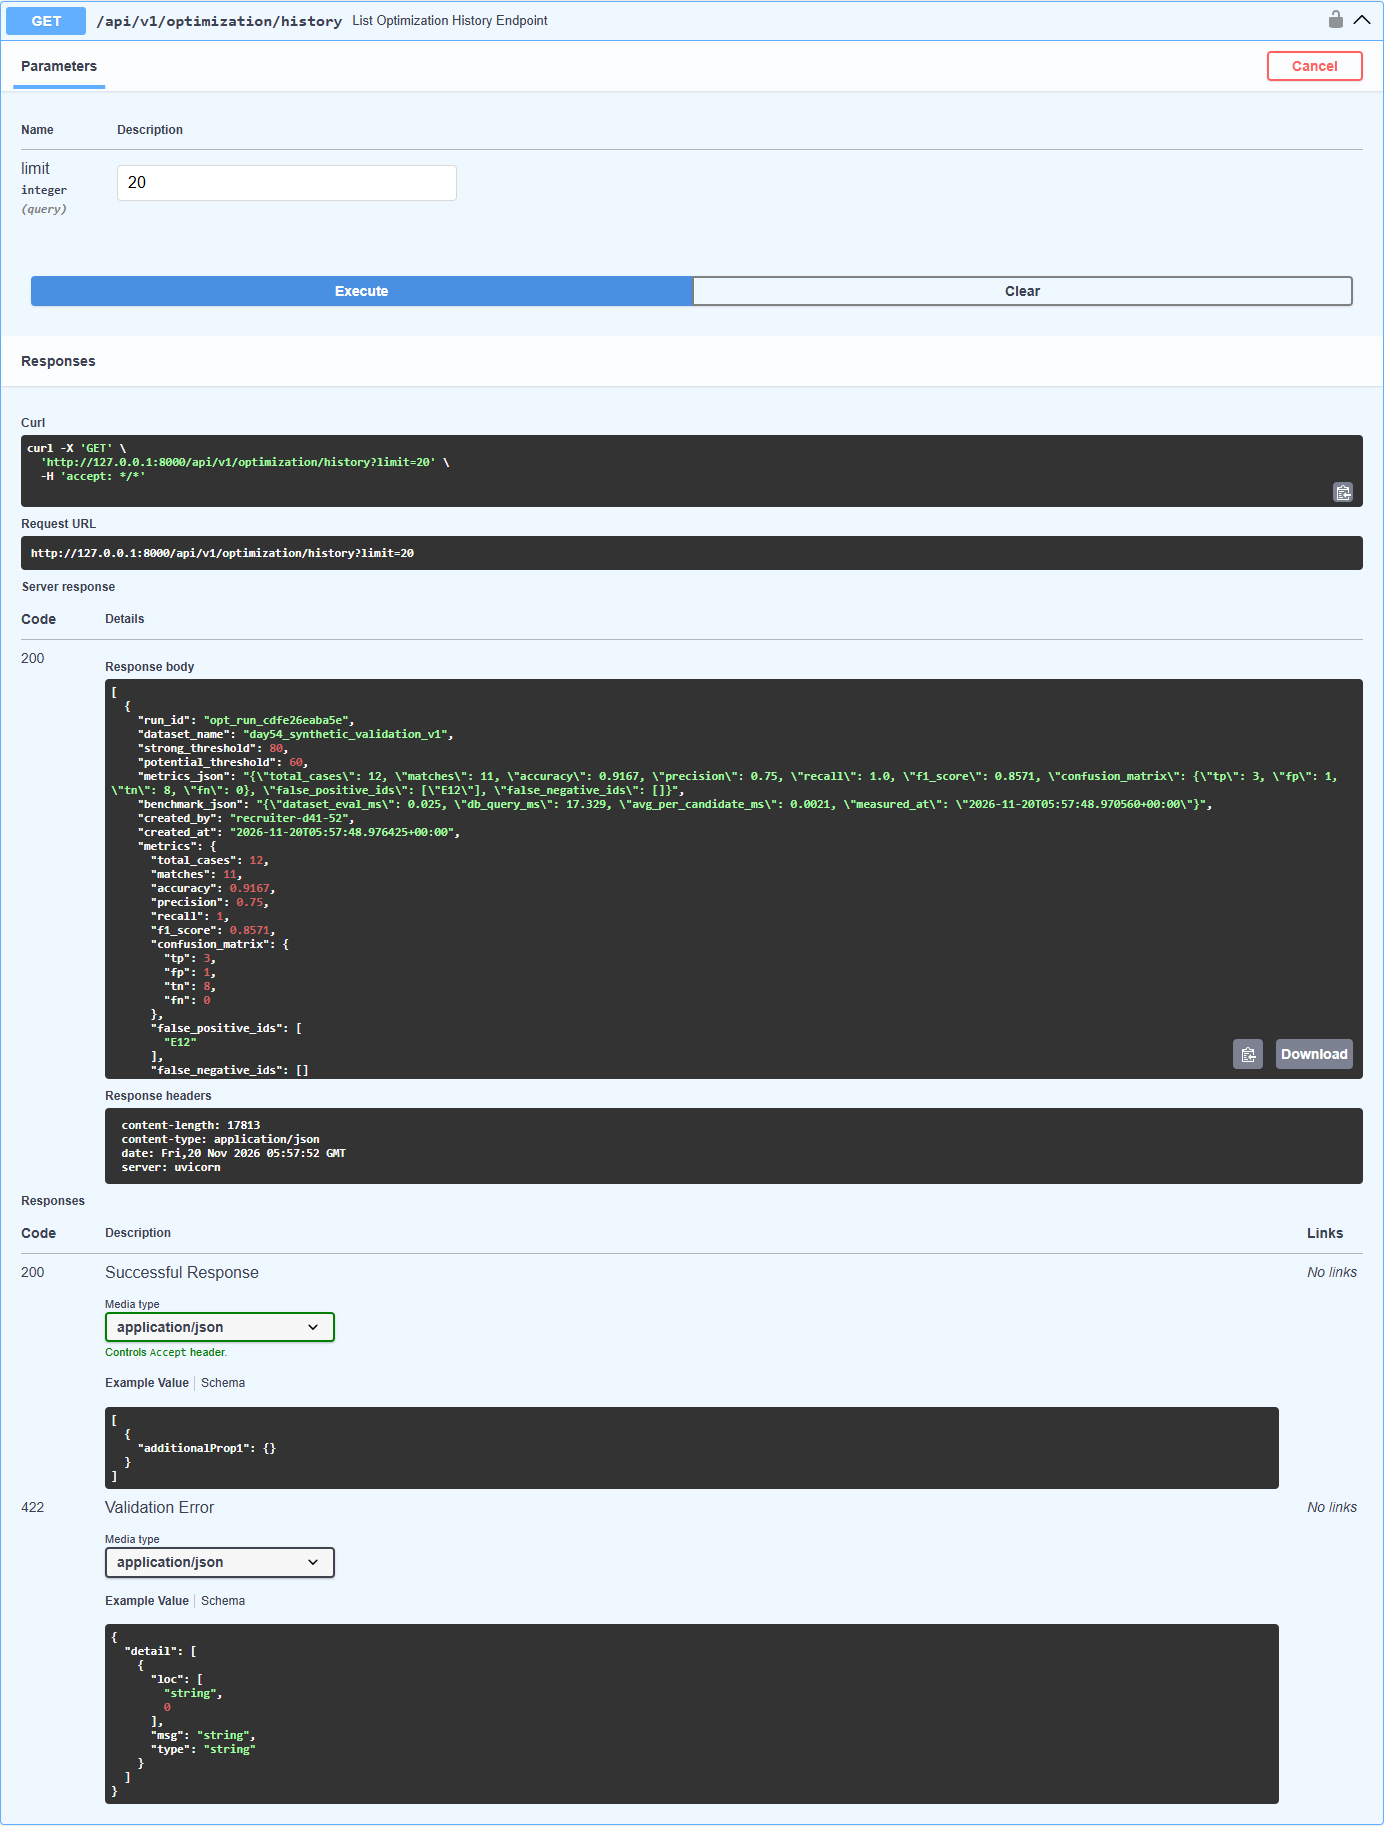 GET /api/v1/optimization/history List Optimization History Endpoint
Parameters
Cancel
Name Description
limit
integer
(query)
20
Execute
Clear
Responses
Curl
curl -X 'GET' \
  'http://127.0.0.1:8000/api/v1/optimization/history?limit=20' \
  -H 'accept: */*'
Request URL
http://127.0.0.1:8000/api/v1/optimization/history?limit=20
Server response
Code Details
200
Response body
[
  {
    "run_id": "opt_run_cdfe26eaba5e",
    "dataset_name": "day54_synthetic_validation_v1",
    "strong_threshold": 80,
    "potential_threshold": 60,
    "metrics_json": "{\"total_cases\": 12, \"matches\": 11, \"accuracy\": 0.9167, \"precision\": 0.75, \"recall\": 1.0, \"f1_score\": 0.8571, \"confusion_matrix\": {\"tp\": 3, \"fp\": 1,
\"tn\": 8, \"fn\": 0}, \"false_positive_ids\": [\"E12\"], \"false_negative_ids\": []}",
    "benchmark_json": "{\"dataset_eval_ms\": 0.025, \"db_query_ms\": 17.329, \"avg_per_candidate_ms\": 0.0021, \"measured_at\": \"2026-11-20T05:57:48.970560+00:00\"}",
    "created_by": "recruiter-d41-52",
    "created_at": "2026-11-20T05:57:48.976425+00:00",
    "metrics": {
      "total_cases": 12,
      "matches": 11,
      "accuracy": 0.9167,
      "precision": 0.75,
      "recall": 1,
      "f1_score": 0.8571,
      "confusion_matrix": {
        "tp": 3,
        "fp": 1,
        "tn": 8,
        "fn": 0
      },
      "false_positive_ids": [
        "E12"
      ],
      "false_negative_ids": []
Download
Response headers
content-length: 17813
content-type: application/json
date: Fri,20 Nov 2026 05:57:52 GMT
server: uvicorn
Responses
Code Description Links
200 Successful Response No links
Media type
application/json
Controls Accept header.
Example Value Schema
[
  {
    "additionalProp1": {}
  }
]
422 Validation Error No links
Media type
application/json
Example Value Schema
{
  "detail": [
    {
      "loc": [
        "string",
        0
      ],
      "msg": "string",
      "type": "string"
    }
  ]
}